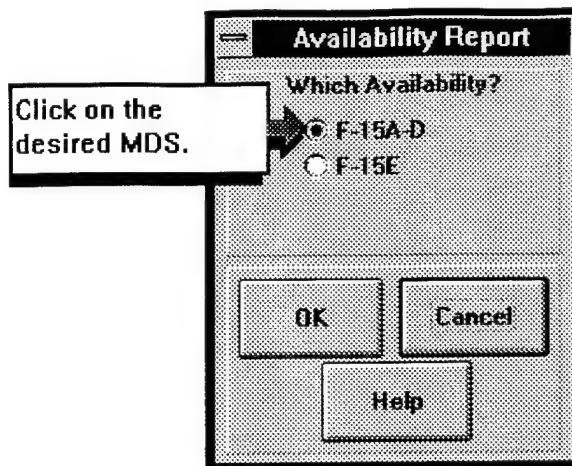 Availability Report
Which Availability?
Click on the
desired MDS.
F-15A-D
F-15E
OK
Cancel
Help